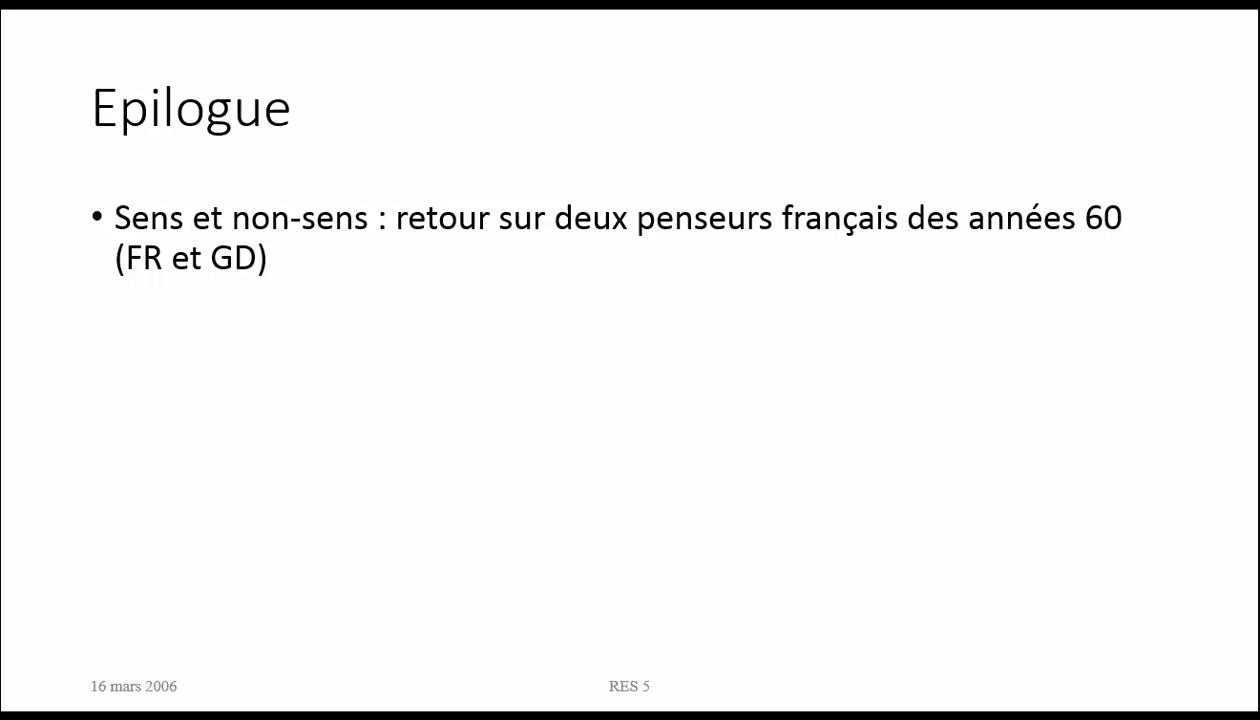 Epilogue
• Sens et non-sens : retour sur deux penseurs français des années 60
(FR et GD)
16 mars 2006
RES 5